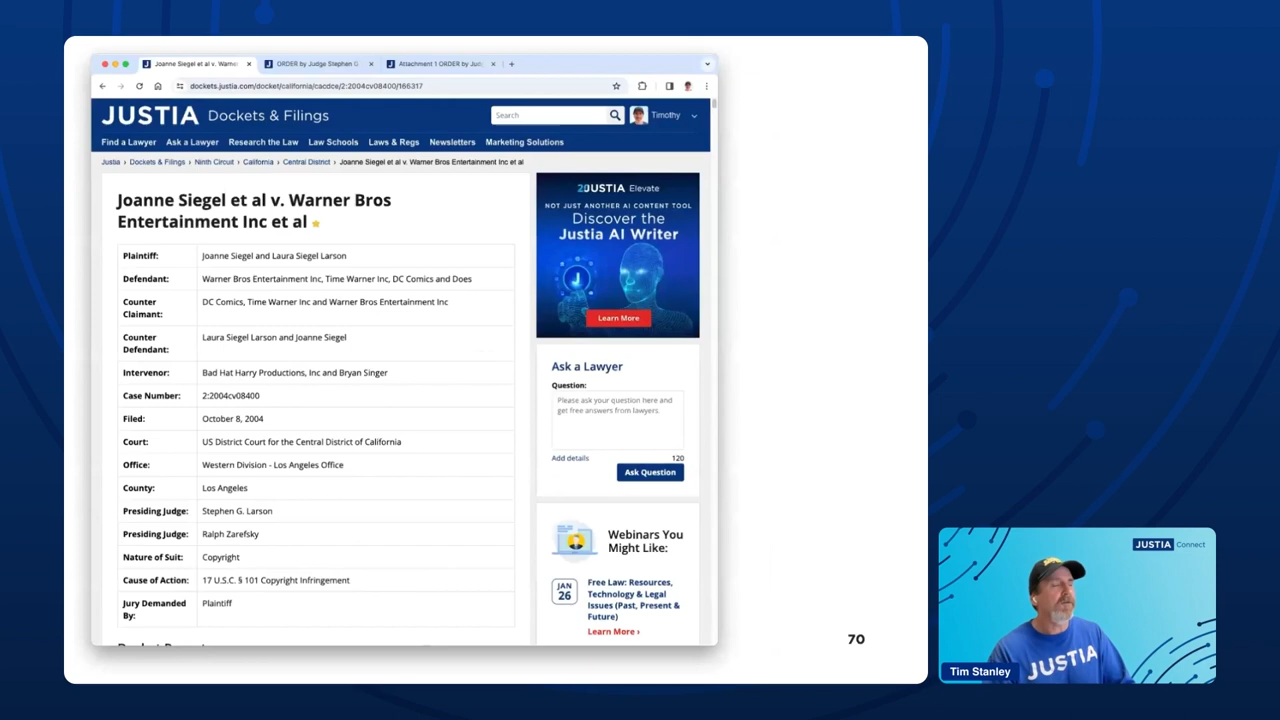 Joanne Siegel et al v. Warne
ORDER by Judge Stephen G
Attachment 1 ORDER by Jud
dockets.justia.com/docket/california/cacdce/2:2004cv08400/166317
JUSTIA Dockets & Filings
Search
Timothy
Find a Lawyer Ask a Lawyer Research the Law Law Schools Laws & Regs Newsletters Marketing Solutions
Justia › Dockets & Filings › Ninth Circuit › California › Central District › Joanne Siegel et al v. Warner Bros Entertainment Inc et al
Joanne Siegel et al v. Warner Bros
Entertainment Inc et al
Plaintiff: Joanne Siegel and Laura Siegel Larson
Defendant: Warner Bros Entertainment Inc, Time Warner Inc, DC Comics and Does
Counter DC Comics, Time Warner Inc and Warner Bros Entertainment Inc
Claimant:
Counter Laura Siegel Larson and Joanne Siegel
Defendant:
Intervenor: Bad Hat Harry Productions, Inc and Bryan Singer
Case Number: 2:2004cv08400
Filed: October 8, 2004
Court: US District Court for the Central District of California
Office: Western Division - Los Angeles Office
County: Los Angeles
Presiding Judge: Stephen G. Larson
Presiding Judge: Ralph Zarefsky
Nature of Suit: Copyright
Cause of Action: 17 U.S.C. § 101 Copyright Infringement
Jury Demanded Plaintiff
By:
20 JUSTIA Elevate
NOT JUST ANOTHER AI CONTENT TOOL
Discover the
Justia AI Writer
J
Learn More
Ask a Lawyer
Question:
Please ask your question here and
get free answers from lawyers.
Add details 120
Ask Question
Webinars You
Might Like:
JAN
26
Free Law: Resources,
Technology & Legal
Issues (Past, Present &
Future)
Learn More ›
70
JUSTIA Connect
JUSTIA
Tim Stanley